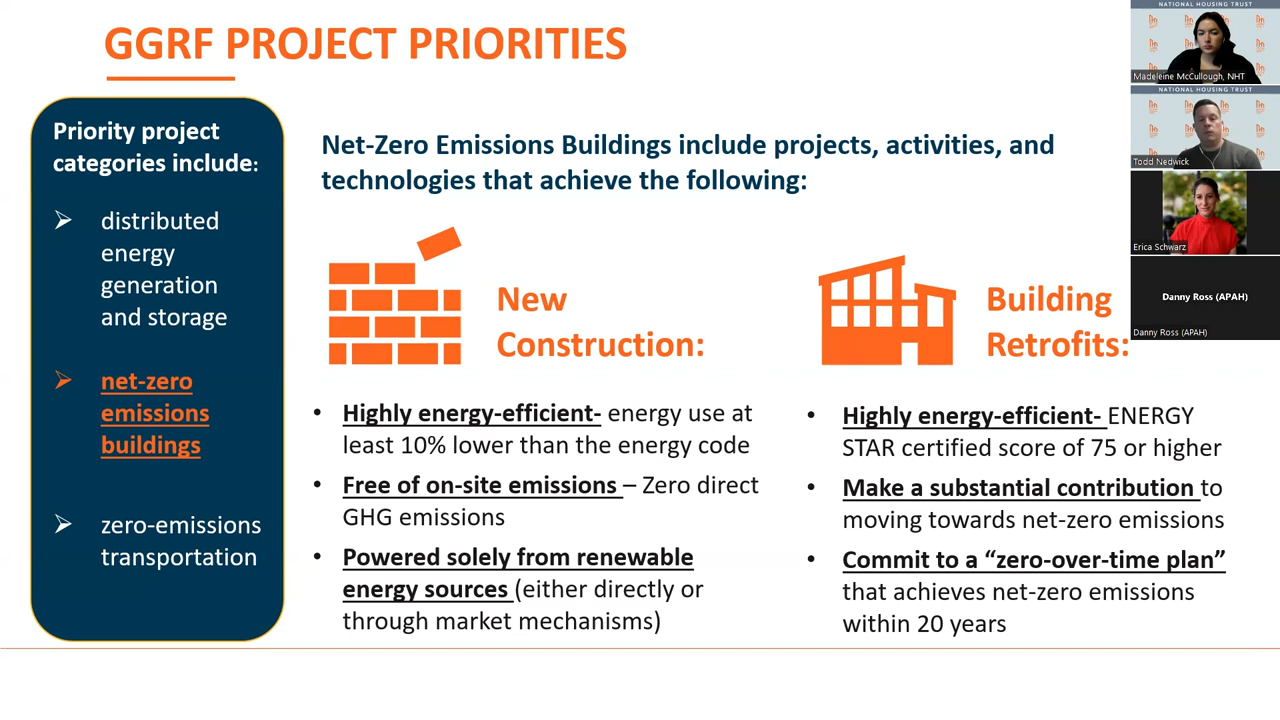 GGRF PROJECT PRIORITIES
Priority project
categories include:
➢ distributed
energy
generation
and storage
➢ net-zero
emissions
buildings
➢ zero-emissions
transportation
Net-Zero Emissions Buildings include projects, activities, and
technologies that achieve the following:
New
Construction:
• Highly energy-efficient- energy use at
least 10% lower than the energy code
• Free of on-site emissions – Zero direct
GHG emissions
• Powered solely from renewable
energy sources (either directly or
through market mechanisms)
Building
Retrofits:
• Highly energy-efficient- ENERGY
STAR certified score of 75 or higher
• Make a substantial contribution to
moving towards net-zero emissions
• Commit to a “zero-over-time plan”
that achieves net-zero emissions
within 20 years
NATIONAL HOUSING TRUST
Madeleine McCullough, NHT
NATIONAL HOUSING TRUST
Todd Nedwick
Erica Schwarz
Danny Ross (APAH)
Danny Ross (APAH)